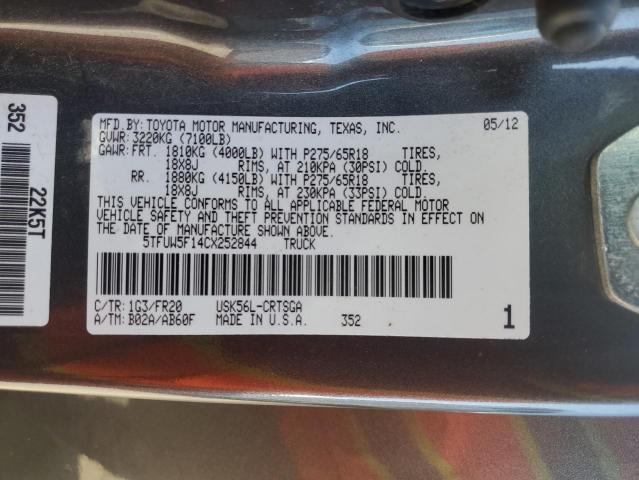 MFD.BY:TOYOTA MOTOR MANUFACTURING, TEXAS, INC. 05/12
GVWR: 3220KG (7100LB)
GAWR: FRT. 1810KG (4000LB) WITH P275/65R18 TIRES,
18X8J RIMS, AT 210KPA (30PSI) COLD.
RR. 1880KG (4150LB) WITH P275/65R18 TIRES,
18X8J RIMS, AT 230KPA (33PSI) COLD.
THIS VEHICLE CONFORMS TO ALL APPLICABLE FEDERAL MOTOR
VEHICLE SAFETY AND THEFT PREVENTION STANDARDS IN EFFECT ON
THE DATE OF MANUFACTURE SHOWN ABOVE.
5TFUW5F14CX252844 TRUCK
C/TR: 1G3/FR20 USK56L-CRTSGA
A/TM: B02A/AB60F MADE IN U.S.A. 352 1
352
22K5T